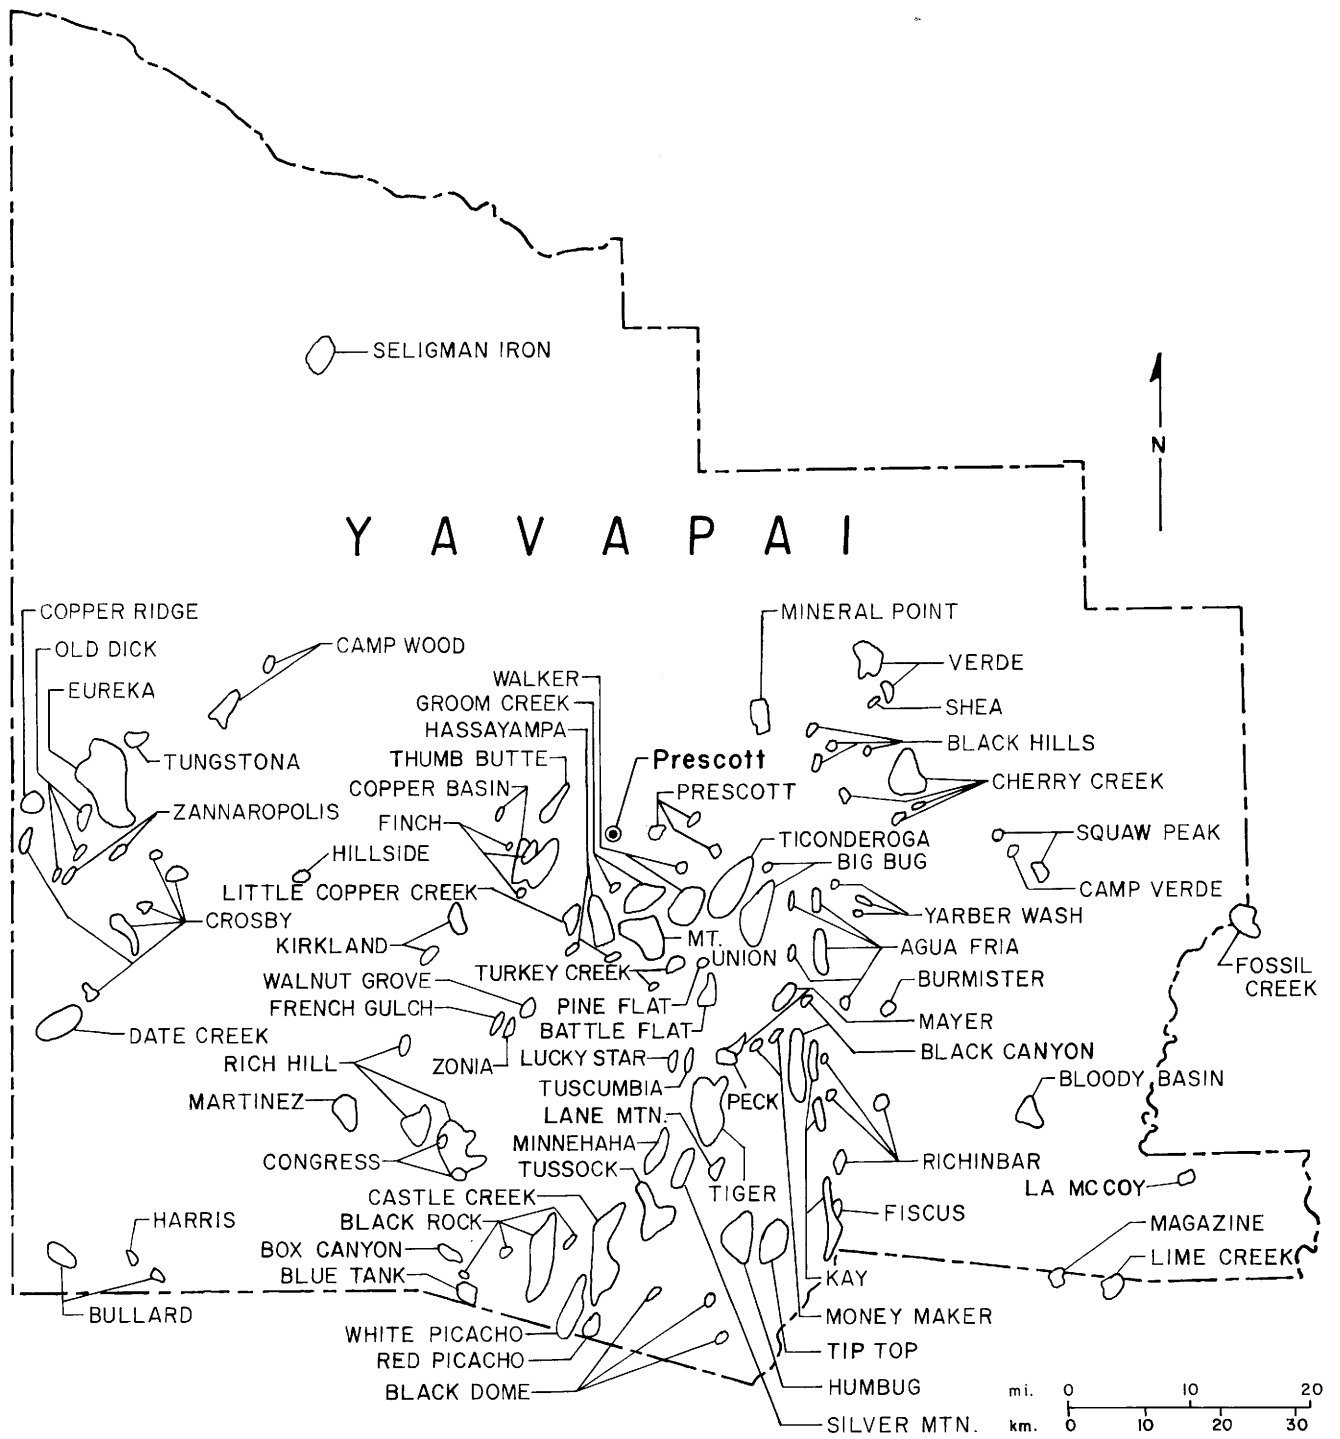 SELIGMAN IRON
N
YAVAPAI
COPPER RIDGE
MINERAL POINT
OLD DICK
CAMP WOOD
VERDE
EUREKA
WALKER
GROOM CREEK
SHEA
HASSAYAMPA
BLACK HILLS
TUNGSTONA
THUMB BUTTE
Prescott
COPPER BASIN
PRESCOTT
CHERRY CREEK
ZANNAROPOLIS
FINCH
TICONDEROGA
SQUAW PEAK
HILLSIDE
BIG BUG
LITTLE COPPER CREEK
CAMP VERDE
CROSBY
YARBER WASH
KIRKLAND
MT.
UNION
AGUA FRIA
TURKEY CREEK
FOSSIL
CREEK
WALNUT GROVE
BURMISTER
FRENCH GULCH
PINE FLAT
DATE CREEK
BATTLE FLAT
MAYER
RICH HILL
ZONIA
LUCKY STAR
BLACK CANYON
TUSCUMBIA
BLOODY BASIN
MARTINEZ
PECK
LANE MTN.
MINNEHAHA
CONGRESS
TUSSOCK
RICHINBAR
TIGER
LA MCCOY
CASTLE CREEK
HARRIS
BLACK ROCK
FISCUS
MAGAZINE
BOX CANYON
LIME CREEK
BLUE TANK
KAY
BULLARD
MONEY MAKER
WHITE PICACHO
TIP TOP
RED PICACHO
BLACK DOME
HUMBUG
mi. 0 10 20
SILVER MTN.
km. 0 10 20 30